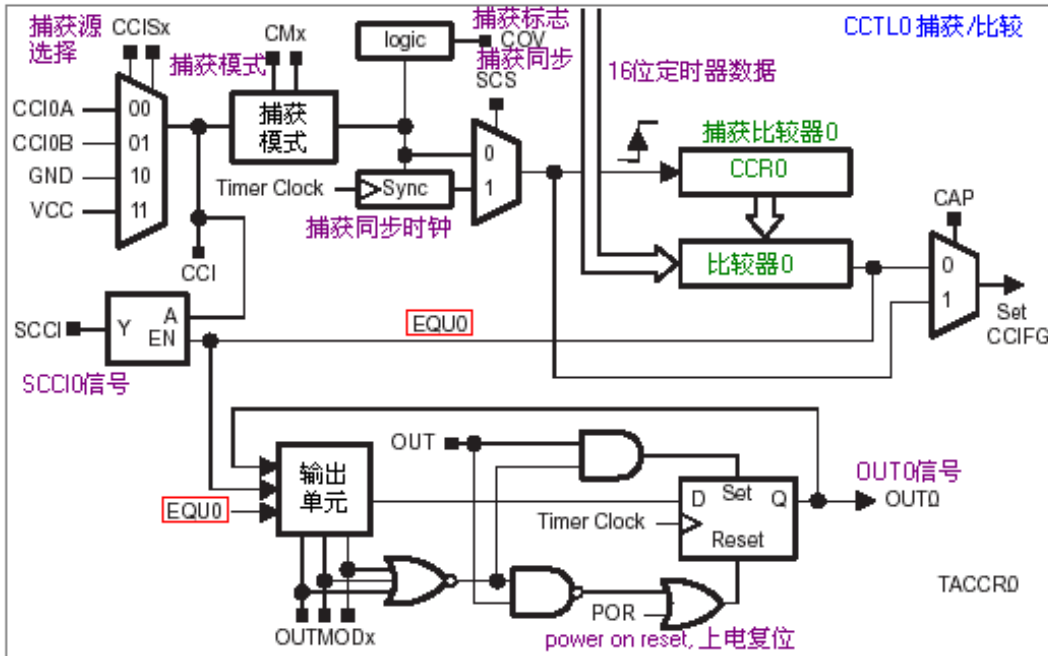 捕获源
选择
CCISx
捕获模式
CMx
logic
捕获标志
COV
捕获同步
SCS
16位定时器数据
CCTL0 捕获/比较
CCI0A
CCI0B
GND
VCC
00
01
10
11
捕获
模式
Timer Clock
Sync
捕获同步时钟
0
1
捕获比较器0
CCR0
比较器0
CAP
0
1
Set
CCIFG
CCI
SCCI
Y
A
EN
SCCI0信号
EQU0
OUT
输出
单元
EQU0
OUTMODx
Timer Clock
D
Set
Q
Reset
OUT0信号
OUT0
POR
power on reset, 上电复位
TACCR0